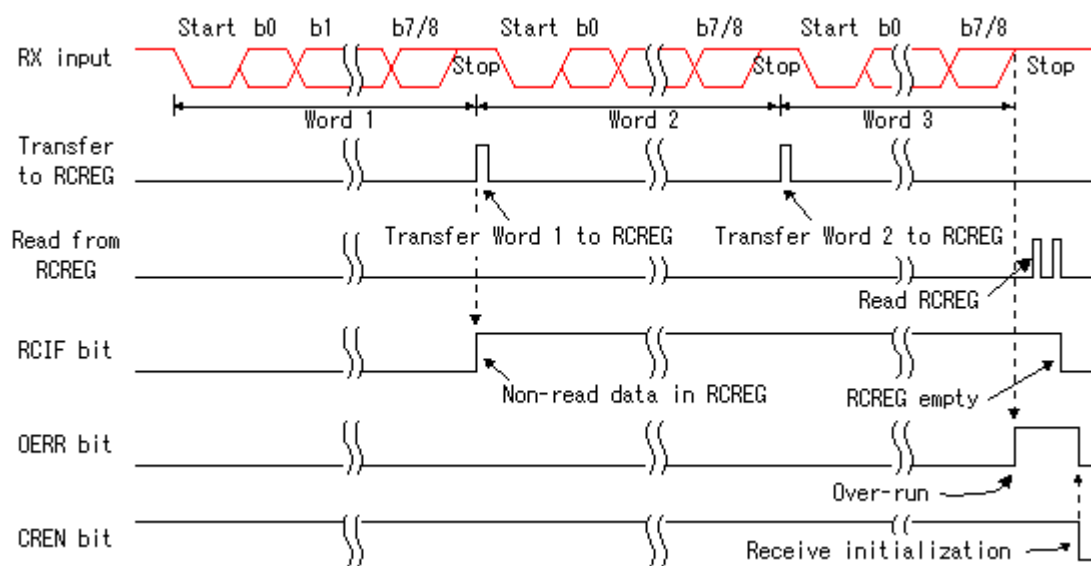 Start b0 b1 b7/8 Start b0 b7/8 Start b0 b7/8
RX input Stop Stop Stop
Word 1 Word 2 Word 3
Transfer
to RCREG
Transfer Word 1 to RCREG Transfer Word 2 to RCREG
Read from
RCREG
Read RCREG
RCIF bit
Non-read data in RCREG RCREG empty
OERR bit
Over-run
CREN bit
Receive initialization